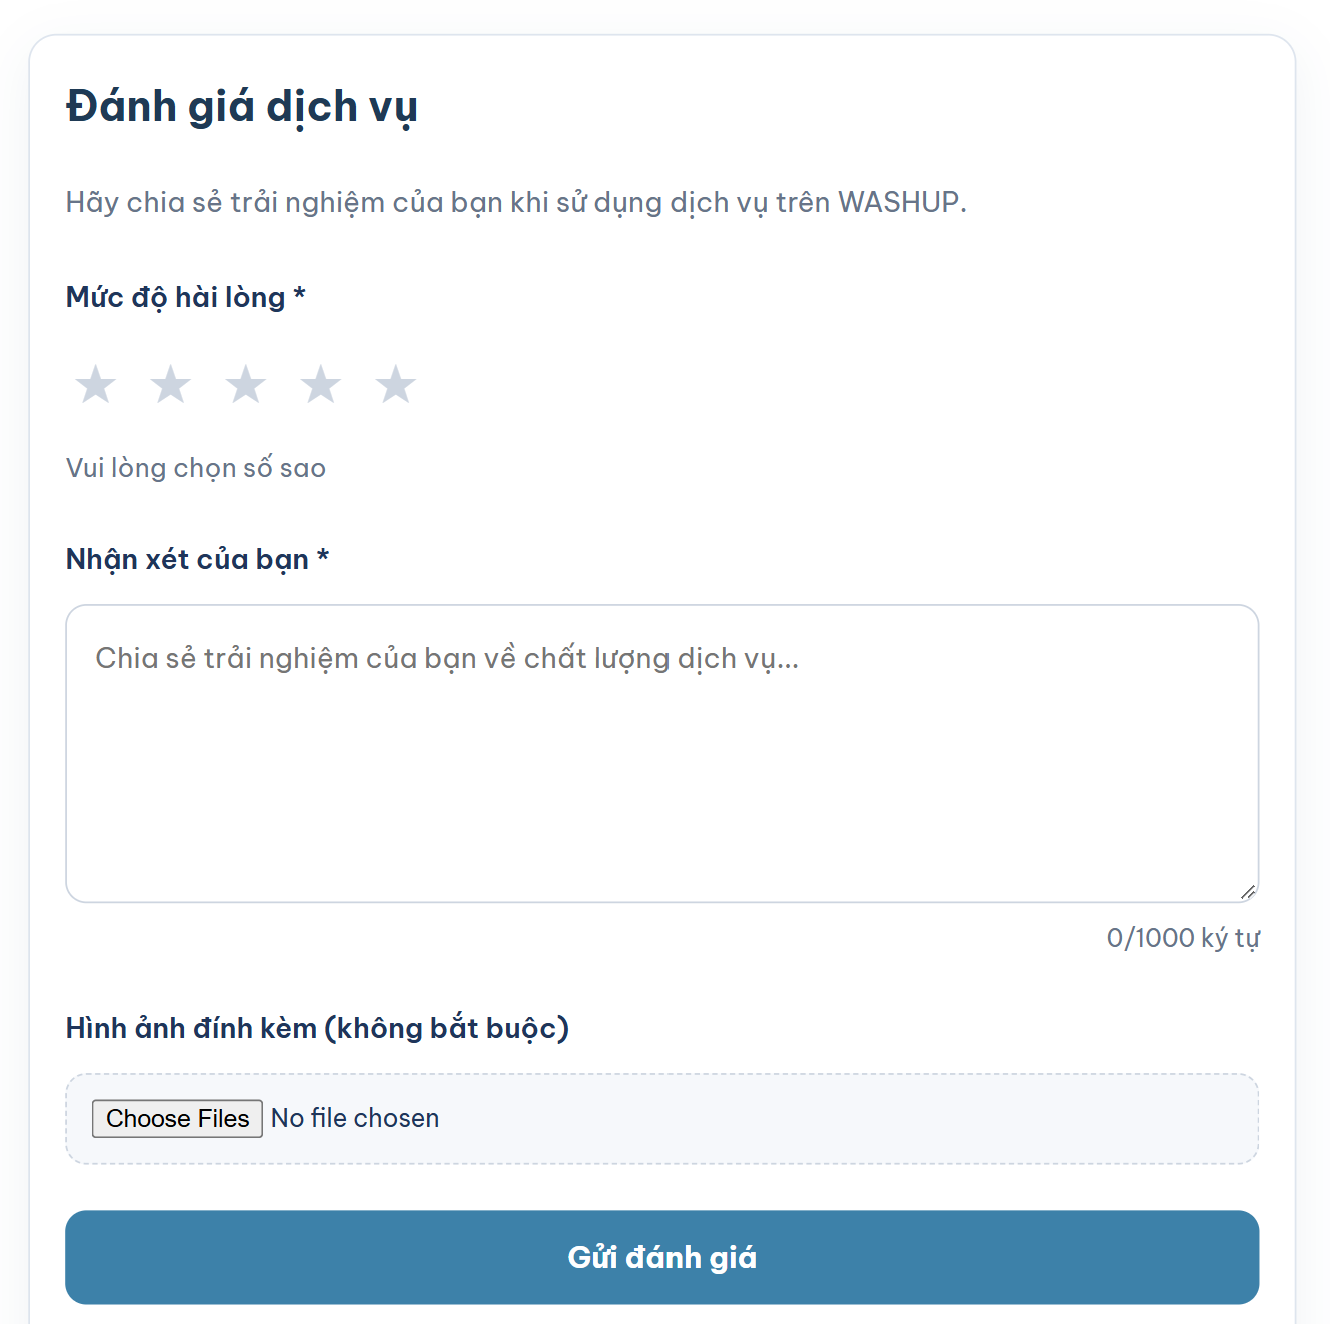 Đánh giá dịch vụ
Hãy chia sẻ trải nghiệm của bạn khi sử dụng dịch vụ trên WASHUP.
Mức độ hài lòng *
★ ★ ★ ★ ★
Vui lòng chọn số sao
Nhận xét của bạn *
Chia sẻ trải nghiệm của bạn về chất lượng dịch vụ...
0/1000 ký tự
Hình ảnh đính kèm (không bắt buộc)
Choose Files No file chosen
Gửi đánh giá